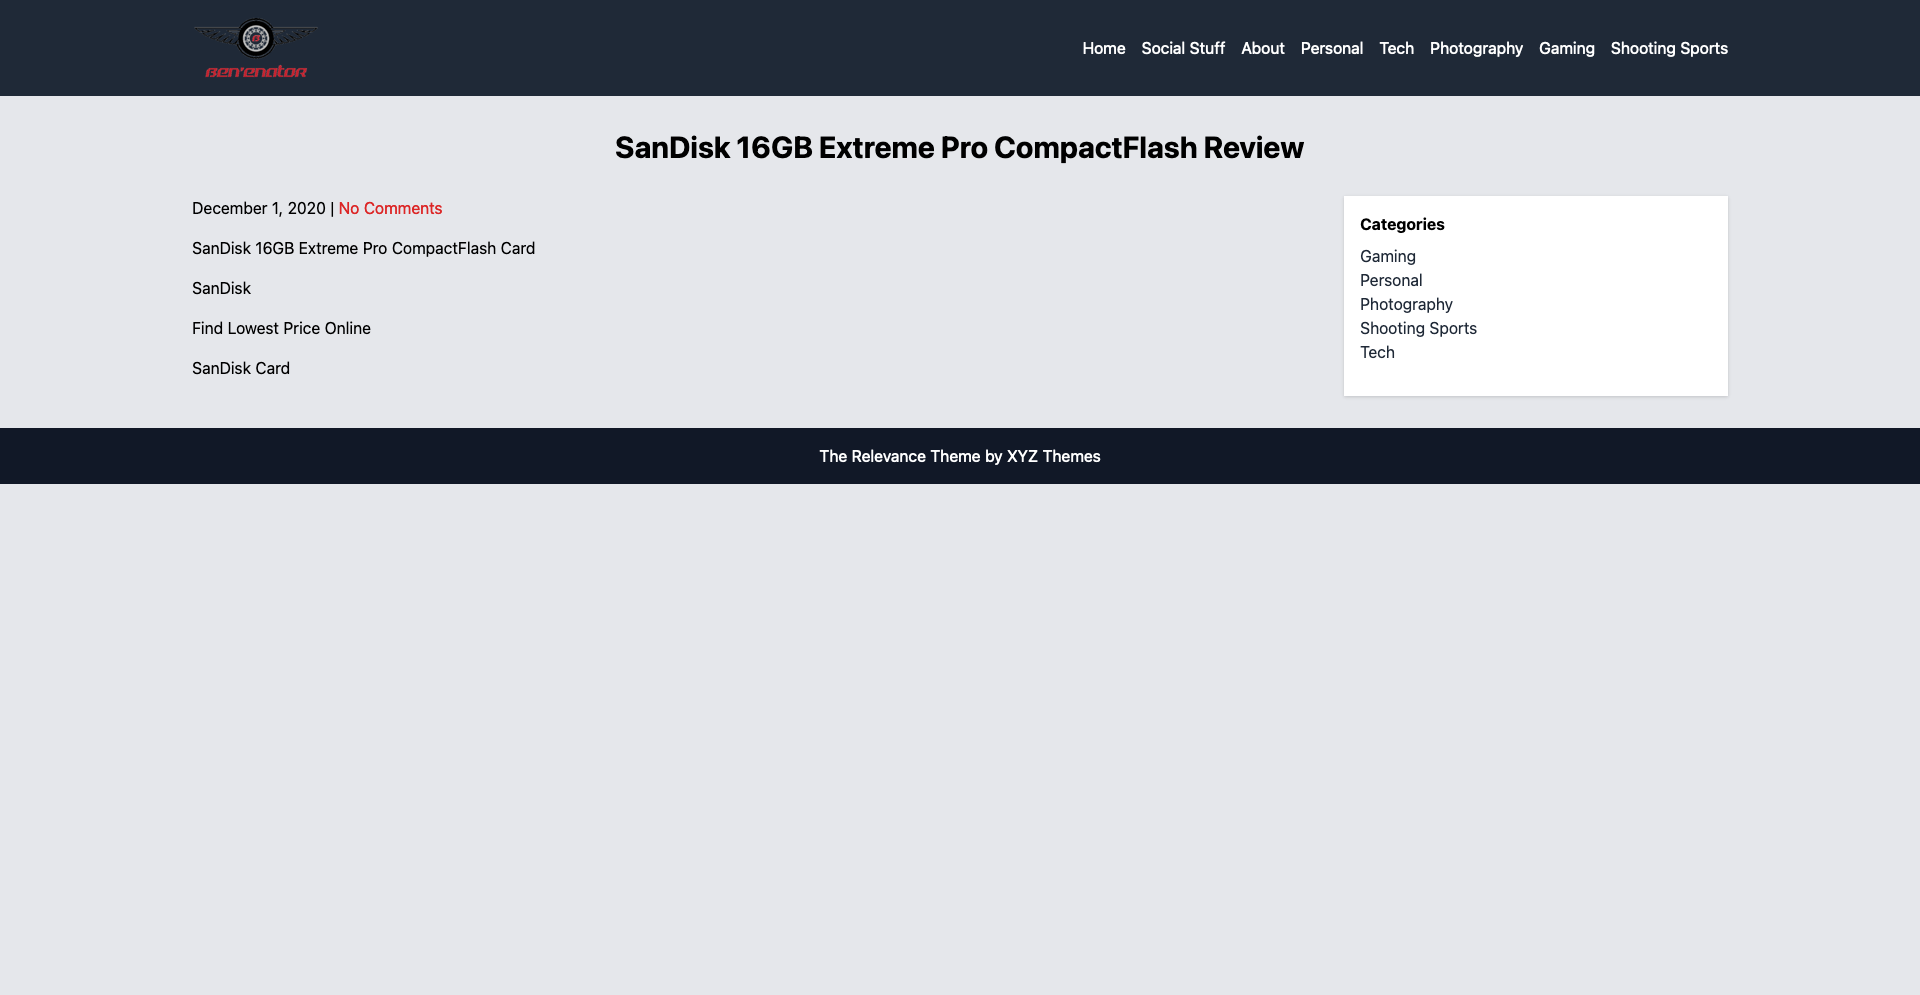 Ben'enator
Home Social Stuff About Personal Tech Photography Gaming Shooting Sports
SanDisk 16GB Extreme Pro CompactFlash Review
December 1, 2020 | No Comments
SanDisk 16GB Extreme Pro CompactFlash Card
SanDisk
Find Lowest Price Online
SanDisk Card
Categories
Gaming
Personal
Photography
Shooting Sports
Tech
The Relevance Theme by XYZ Themes